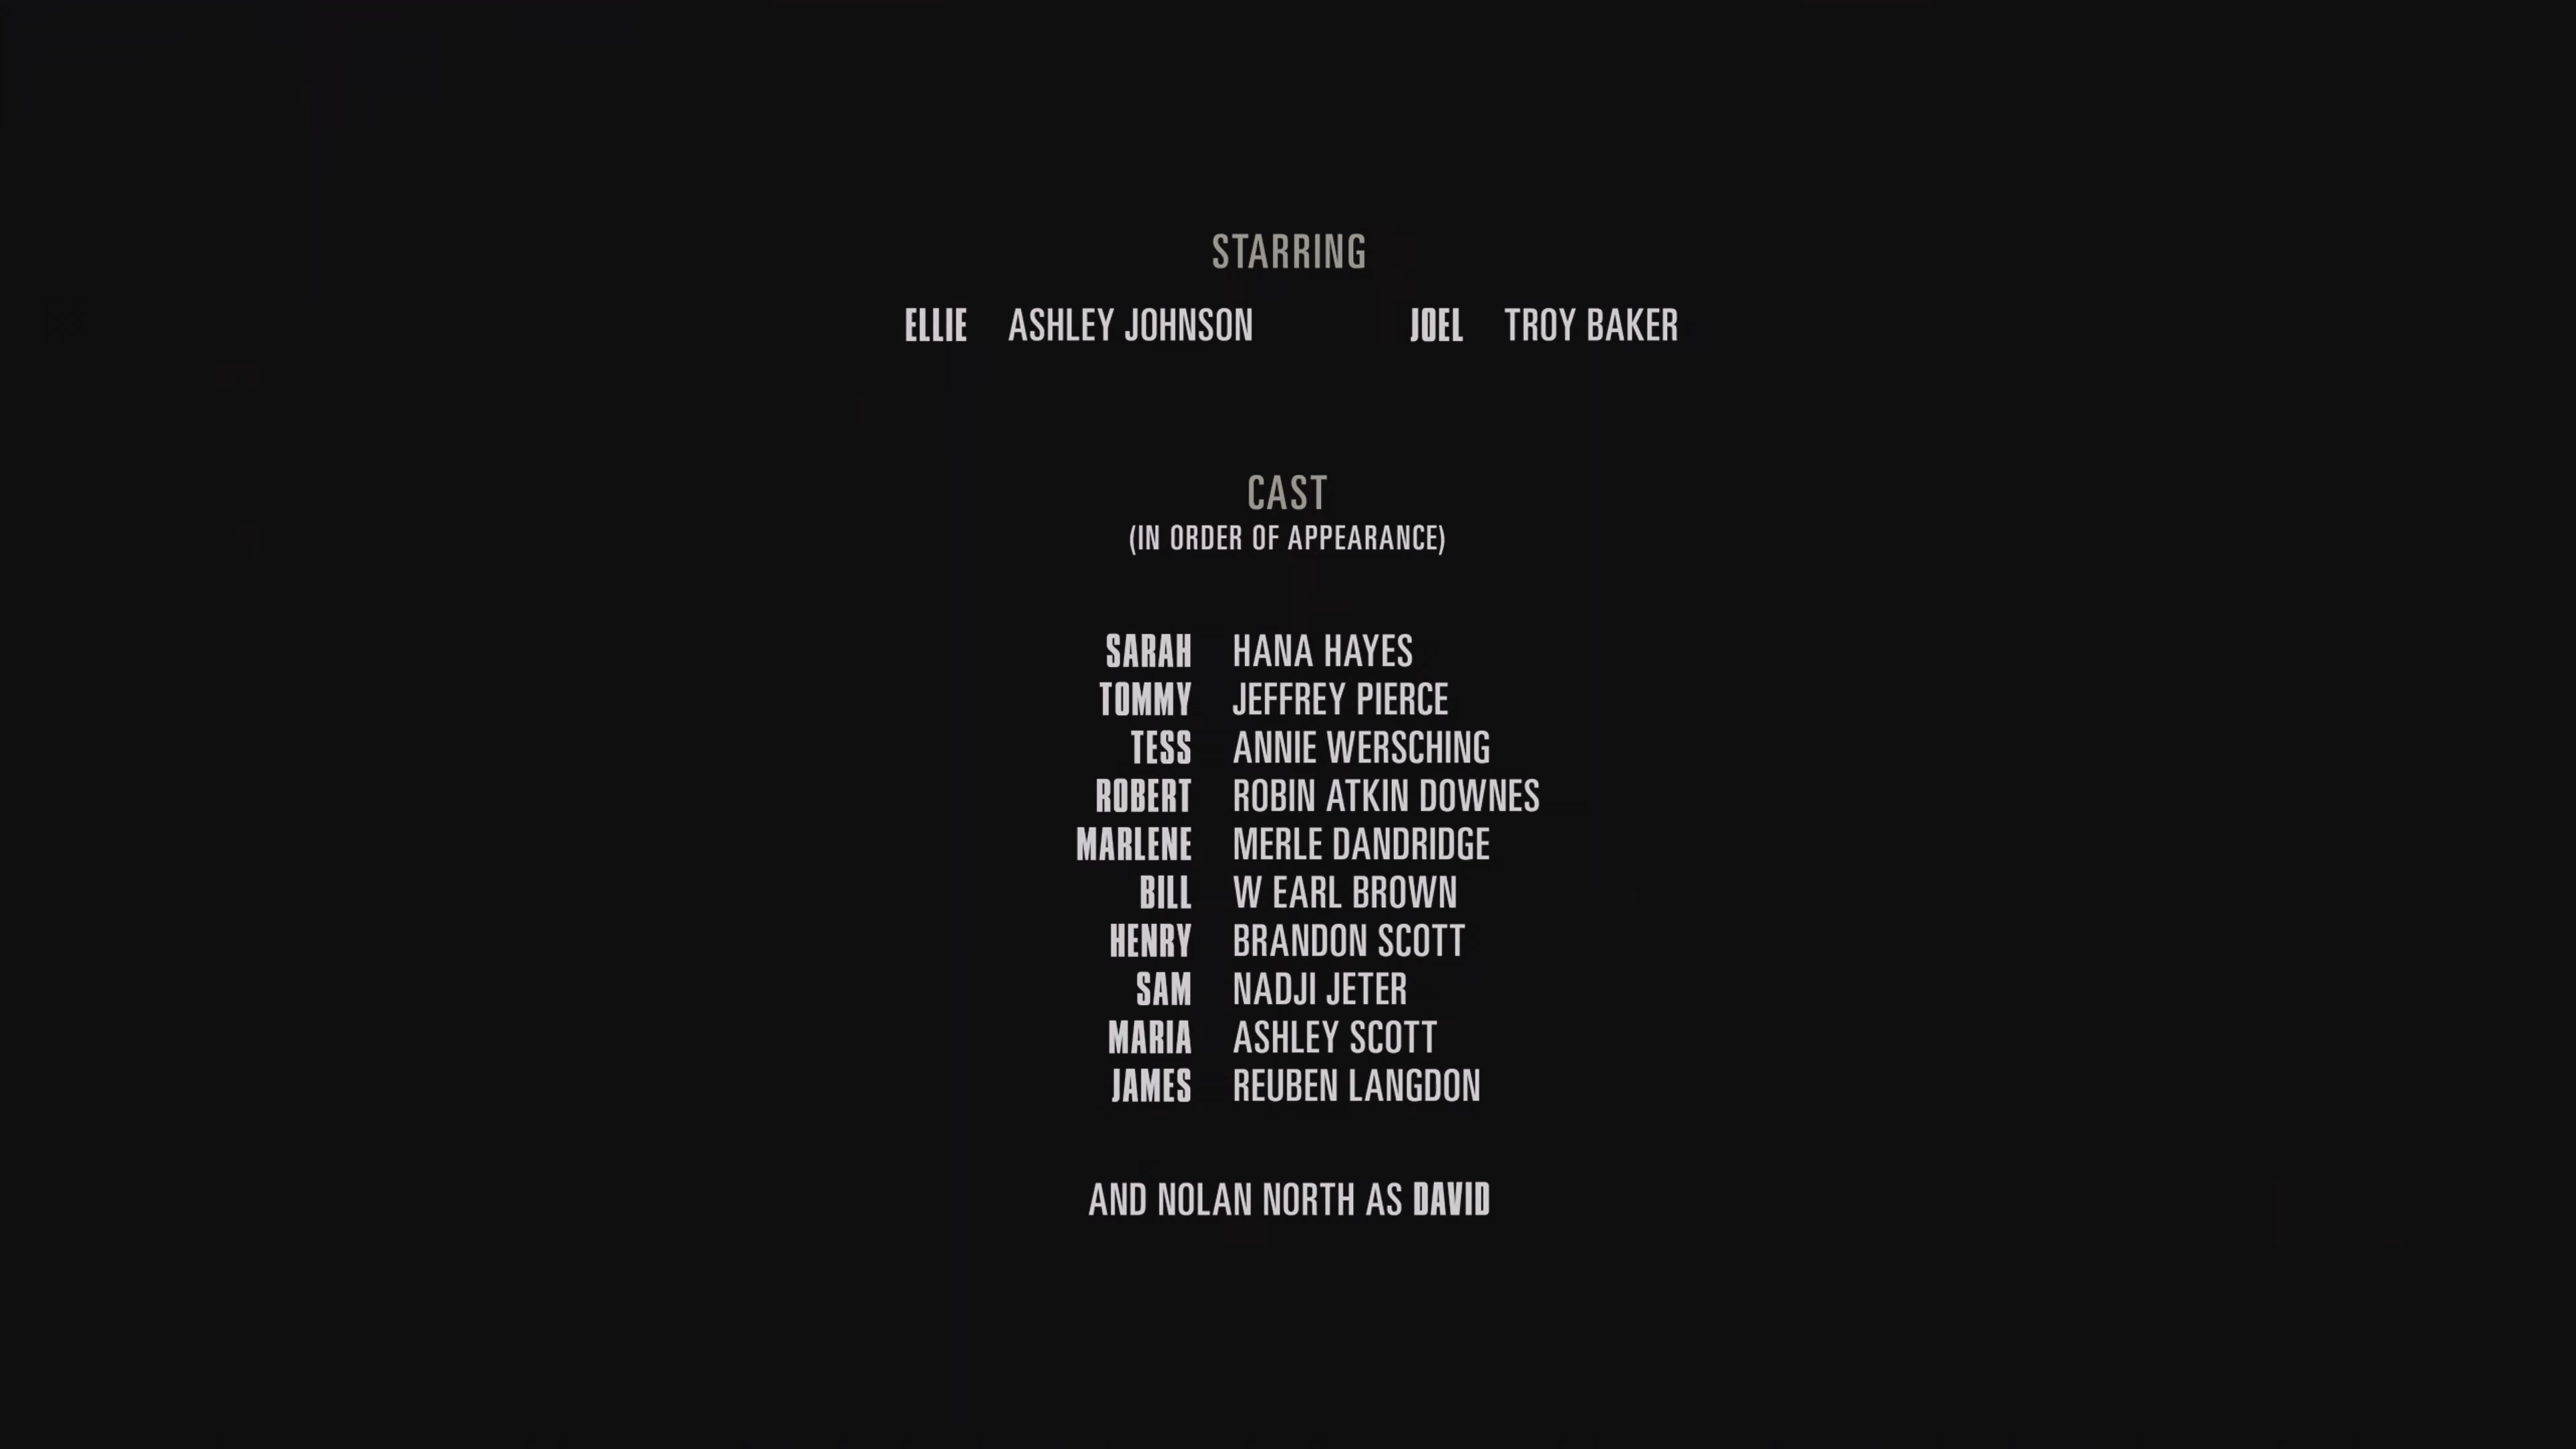 STARRING
ELLIE ASHLEY JOHNSON JOEL TROY BAKER
CAST
(IN ORDER OF APPEARANCE)
SARAH HANA HAYES
TOMMY JEFFREY PIERCE
TESS ANNIE WERSCHING
ROBERT ROBIN ATKIN DOWNES
MARLENE MERLE DANDRIDGE
BILL W EARL BROWN
HENRY BRANDON SCOTT
SAM NADJI JETER
MARIA ASHLEY SCOTT
JAMES REUBEN LANGDON
AND NOLAN NORTH AS DAVID